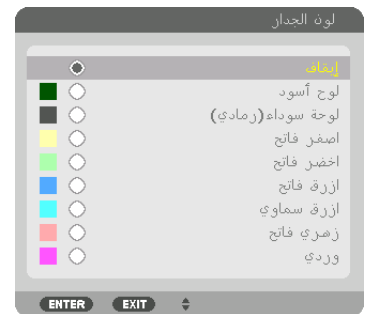 لون الجدار
إيقاف
لوح أسود
لوحة سوداء(رمادي)
اصفر فاتح
اخضر فاتح
ازرق فاتح
ازرق سماوي
زهري فاتح
وردي
ENTER EXIT